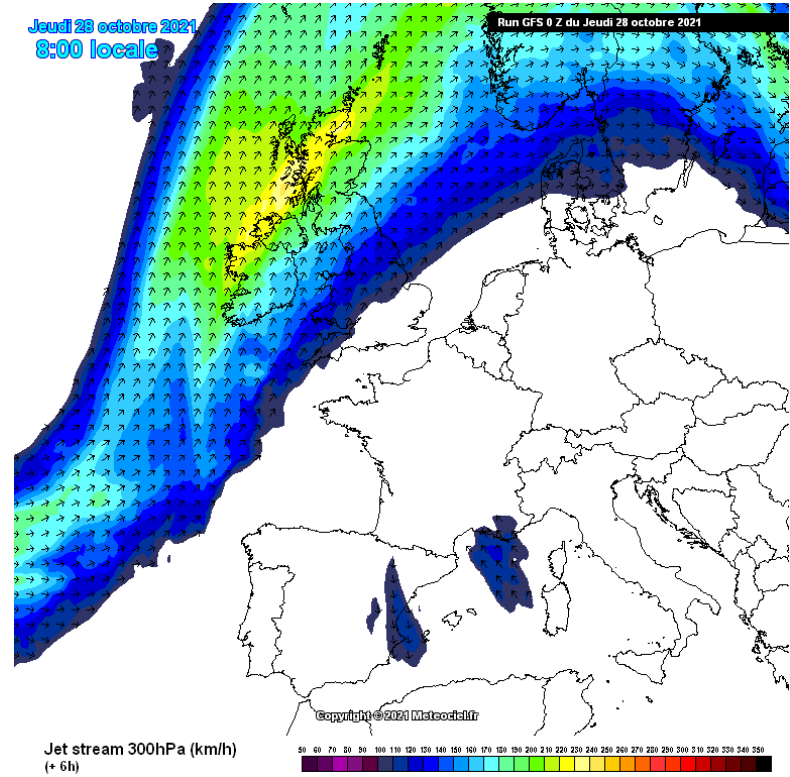 Jeudi 28 octobre 2021
8:00 locale
Run GFS 0 Z du Jeudi 28 octobre 2021
Copyright © 2021 Meteociel.fr
Jet stream 300hPa (km/h)
(+ 6h)
50 60 70 80 90 100 110 120 130 140 150 160 170 180 190 200 210 220 230 240 250 260 270 280 290 300 310 320 330 340 350